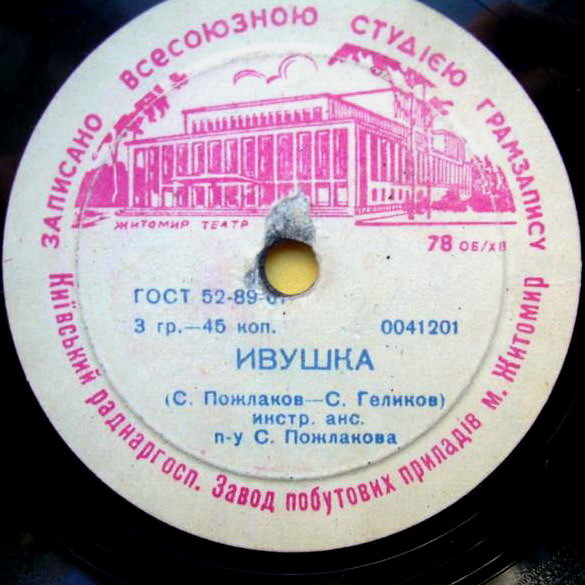 ЗАПИСАНО ВСЕСОЮЗНОЮ СТУДІЄЮ ГРАМЗАПИСУ
ЖИТОМИР ТЕАТР
78 ОБ/ХВ
ГОСТ 52-89-61
3 гр.—45 коп. 0041201
ИВУШКА
(С. Пожлаков—С. Геликов)
инстр. анс.
п-у С. Пожлакова
Київський раднаргосп. Завод побутових приладів м. Житомир